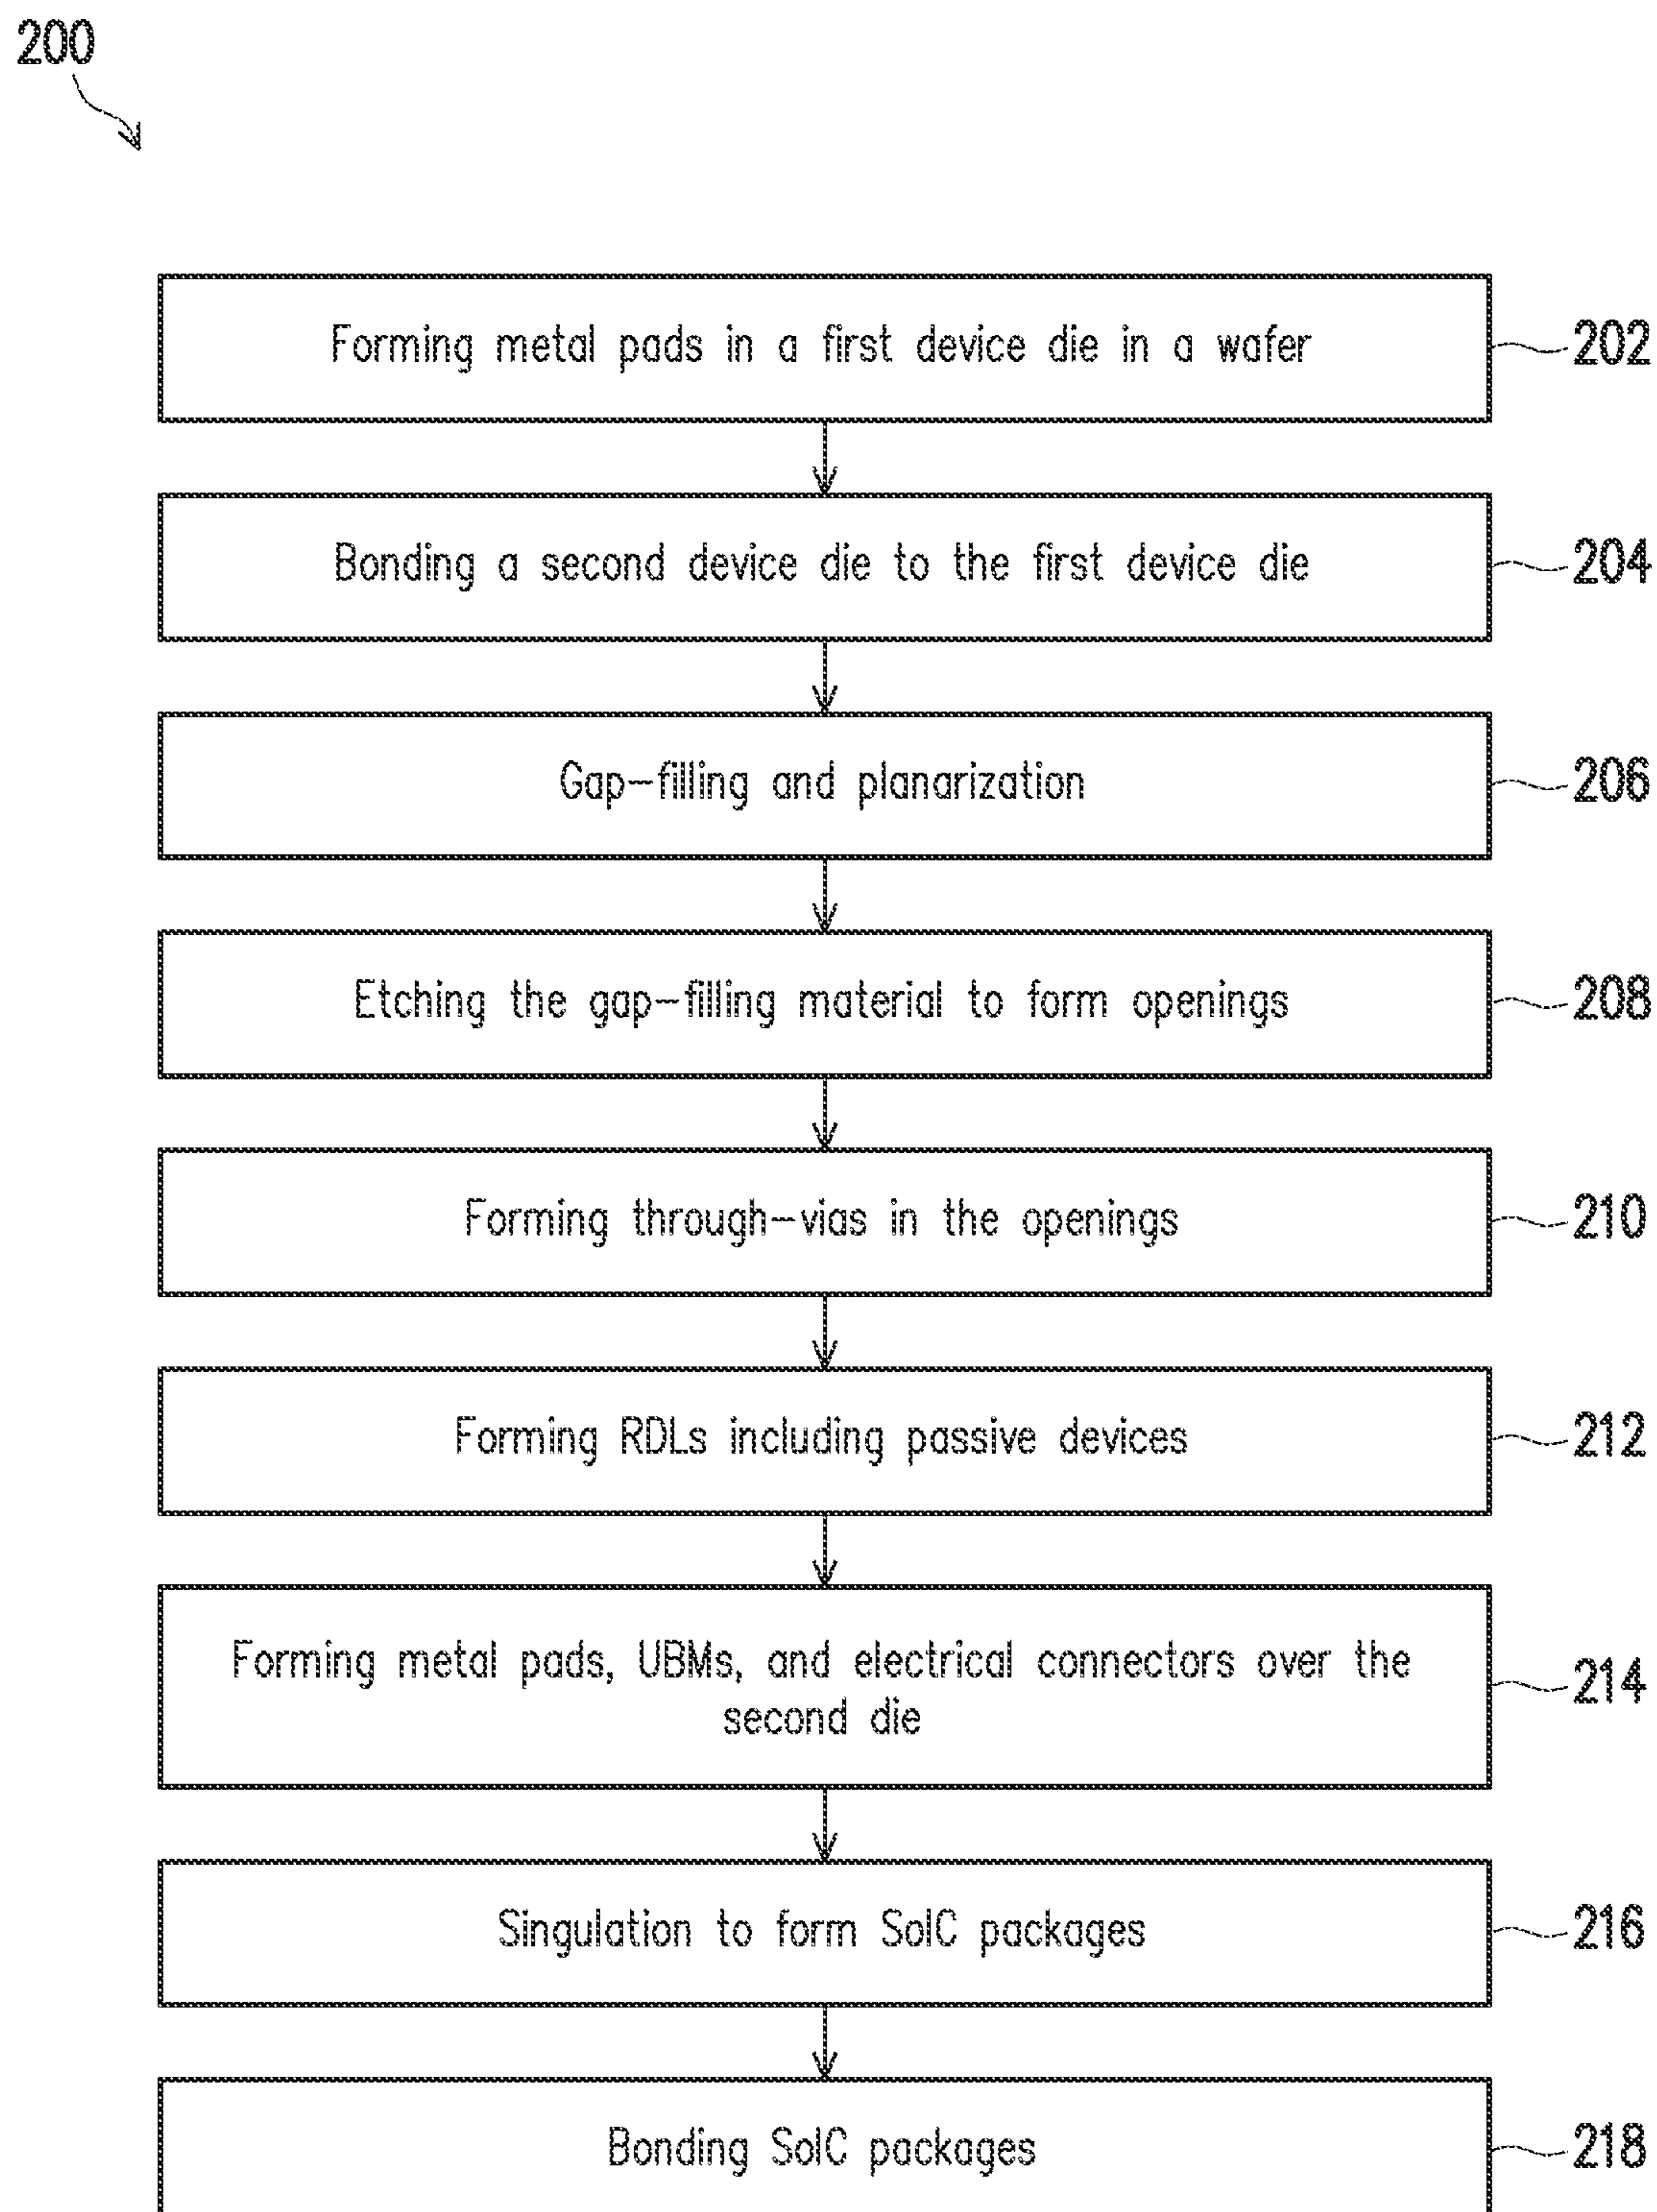 200
Forming metal pads in a first device die in a wafer
202
Bonding a second device die to the first device die
204
Gap-filling and planarization
206
Etching the gap-filling material to form openings
208
Forming through-vias in the openings
210
Forming RDLs including passive devices
212
Forming metal pads, UBMs, and electrical connectors over the
second die
214
Singulation to form SoIC packages
216
Bonding SoIC packages
218